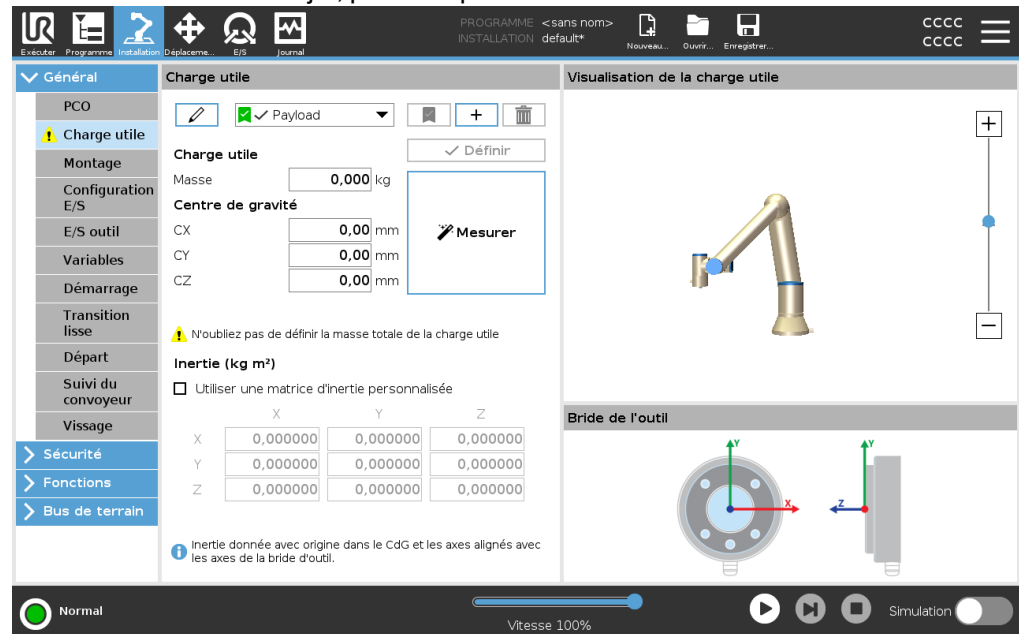 PROGRAMME <sans nom>
INSTALLATION default*
CCCC
CCCC
UR
Exécuter
Programme
Installation
Déplaceme...
E/S
Journal
Nouveau...
Ouvrir...
Enregistrer...
Général
PCO
Charge utile
Montage
Configuration
E/S
E/S outil
Variables
Démarrage
Transition
lisse
Départ
Suivi du
convoyeur
Vissage
Sécurité
Fonctions
Bus de terrain
Charge utile
Payload
+
Définir
Charge utile
Masse 0,000 kg
Centre de gravité
CX 0,00 mm
CY 0,00 mm
CZ 0,00 mm
Mesurer
N'oubliez pas de définir la masse totale de la charge utile
Inertie (kg m²)
Utiliser une matrice d'inertie personnalisée
X Y Z
X 0,000000 0,000000 0,000000
Y 0,000000 0,000000 0,000000
Z 0,000000 0,000000 0,000000
Inertie donnée avec origine dans le CdG et les axes alignés avec
les axes de la bride d'outil.
Visualisation de la charge utile
Bride de l'outil
Y
X
Y
Z
Normal
Vitesse 100%
Simulation